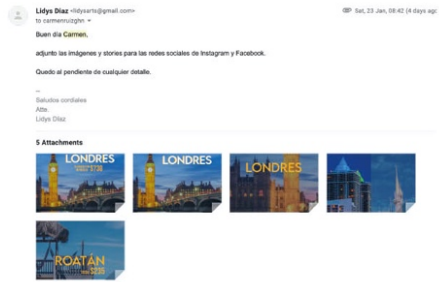 Lidys Diaz <lidysarts@gmail.com>
Sat, 23 Jan, 08:42 (4 days ago)
to carmenruizghn
Buen día Carmen,
adjunto las imágenes y stories para las redes sociales de Instagram y Facebook.
Quedo al pendiente de cualquier detalle.
--
Saludos cordiales
Atte.
Lidys Díaz
5 Attachments
LONDRES
LONDRES
LONDRES
ROATÁN